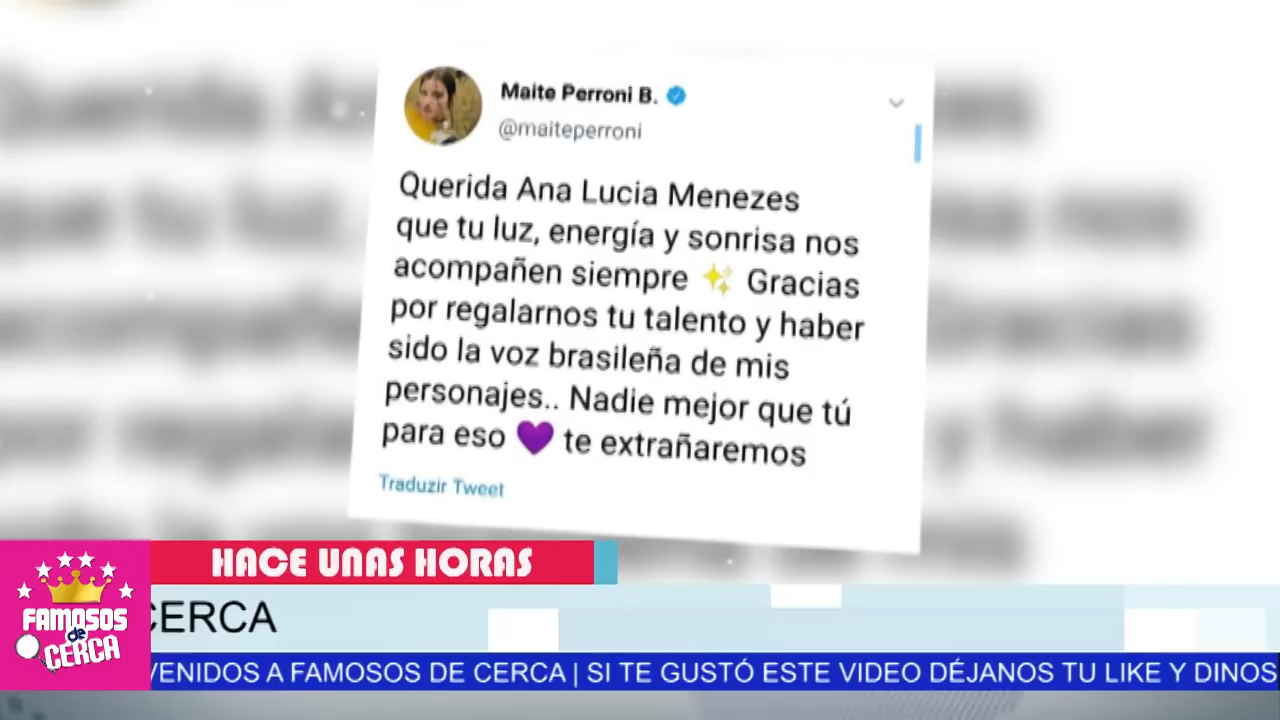 Maite Perroni B.
@maiteperroni
Querida Ana Lucia Menezes
que tu luz, energía y sonrisa nos
acompañen siempre ✨ Gracias
por regalarnos tu talento y haber
sido la voz brasileña de mis
personajes.. Nadie mejor que tú
para eso 💜 te extrañaremos
Traduzir Tweet
HACE UNAS HORAS
FAMOSOS
de
CERCA
CERCA
VENIDOS A FAMOSOS DE CERCA | SI TE GUSTÓ ESTE VIDEO DÉJANOS TU LIKE Y DINOS